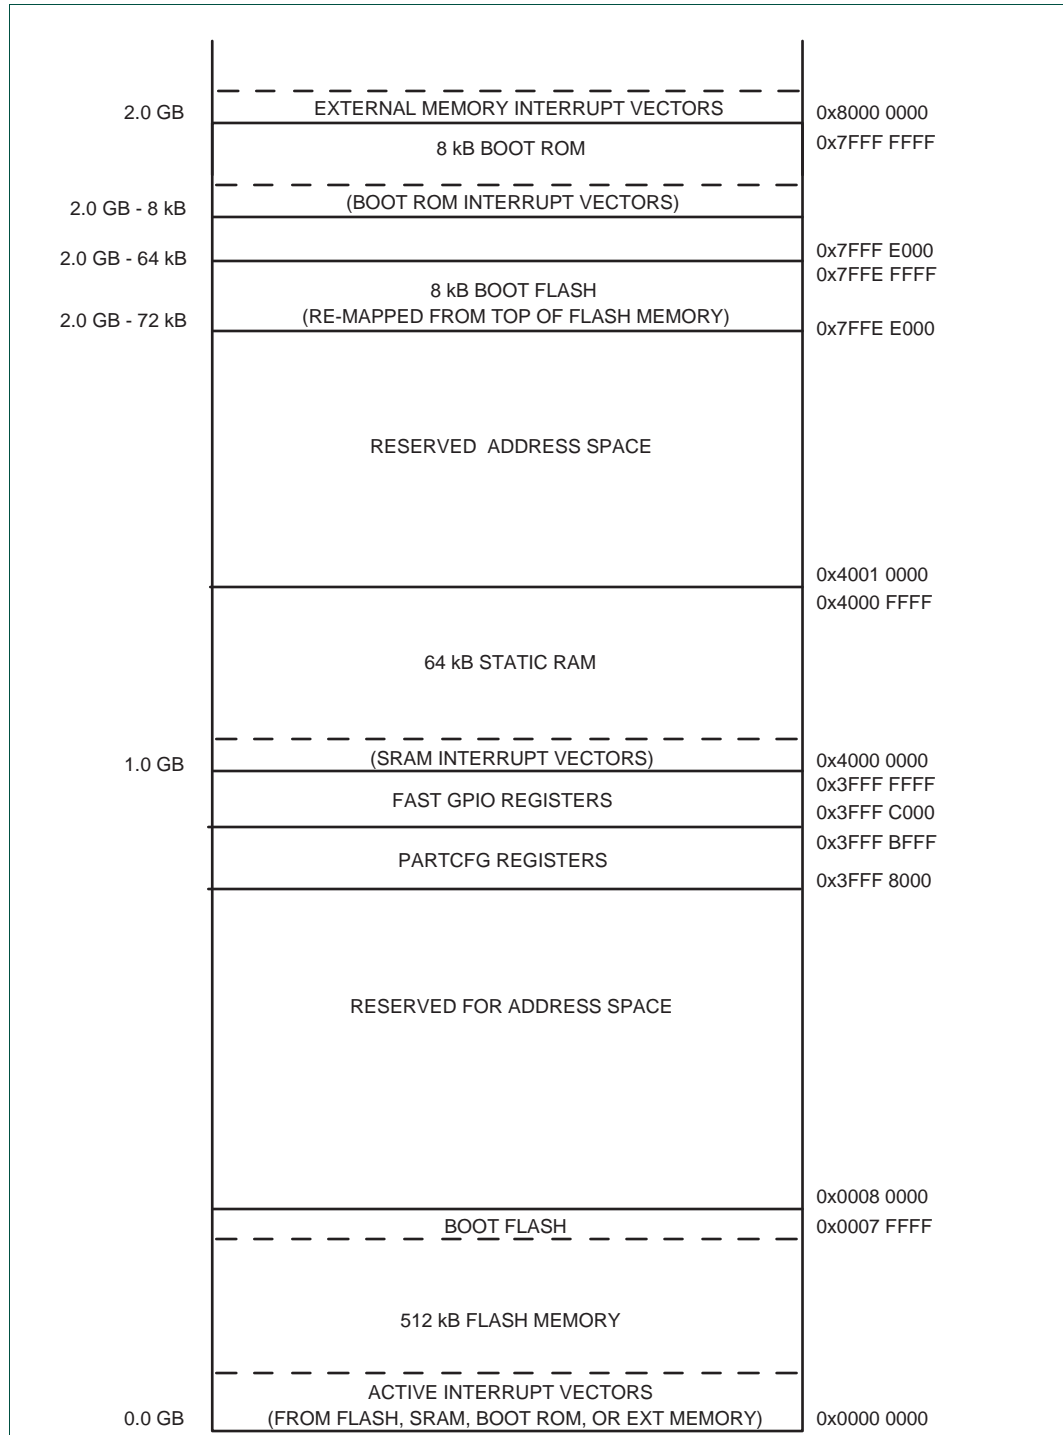 EXTERNAL MEMORY INTERRUPT VECTORS
2.0 GB
0x8000 0000
8 kB BOOT ROM
0x7FFF FFFF
(BOOT ROM INTERRUPT VECTORS)
2.0 GB - 8 kB
2.0 GB - 64 kB
0x7FFF E000
0x7FFE FFFF
8 kB BOOT FLASH
(RE-MAPPED FROM TOP OF FLASH MEMORY)
2.0 GB - 72 kB
0x7FFE E000
RESERVED ADDRESS SPACE
0x4001 0000
0x4000 FFFF
64 kB STATIC RAM
(SRAM INTERRUPT VECTORS)
1.0 GB
0x4000 0000
0x3FFF FFFF
FAST GPIO REGISTERS
0x3FFF C000
0x3FFF BFFF
PARTCFG REGISTERS
0x3FFF 8000
RESERVED FOR ADDRESS SPACE
0x0008 0000
BOOT FLASH
0x0007 FFFF
512 kB FLASH MEMORY
ACTIVE INTERRUPT VECTORS
(FROM FLASH, SRAM, BOOT ROM, OR EXT MEMORY)
0.0 GB
0x0000 0000